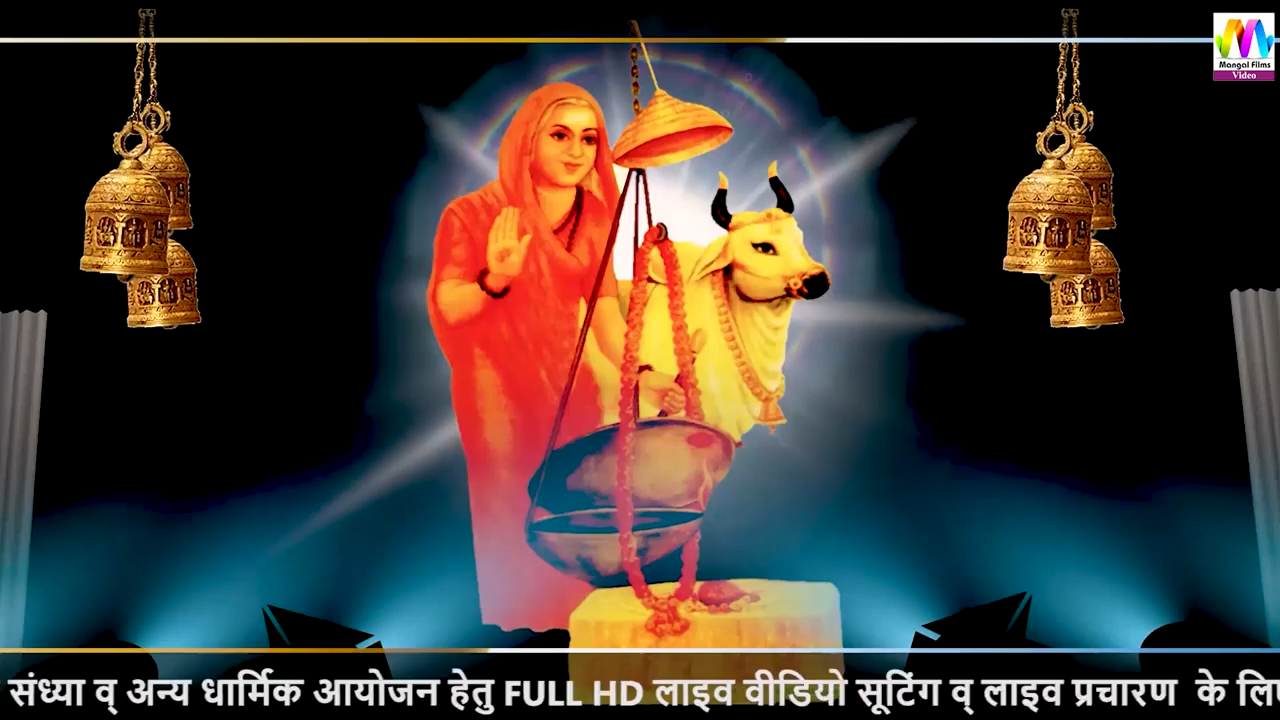 Mangal Films
Video
संध्या व् अन्य धार्मिक आयोजन हेतु FULL HD लाइव वीडियो सूटिंग व् लाइव प्रचारण के